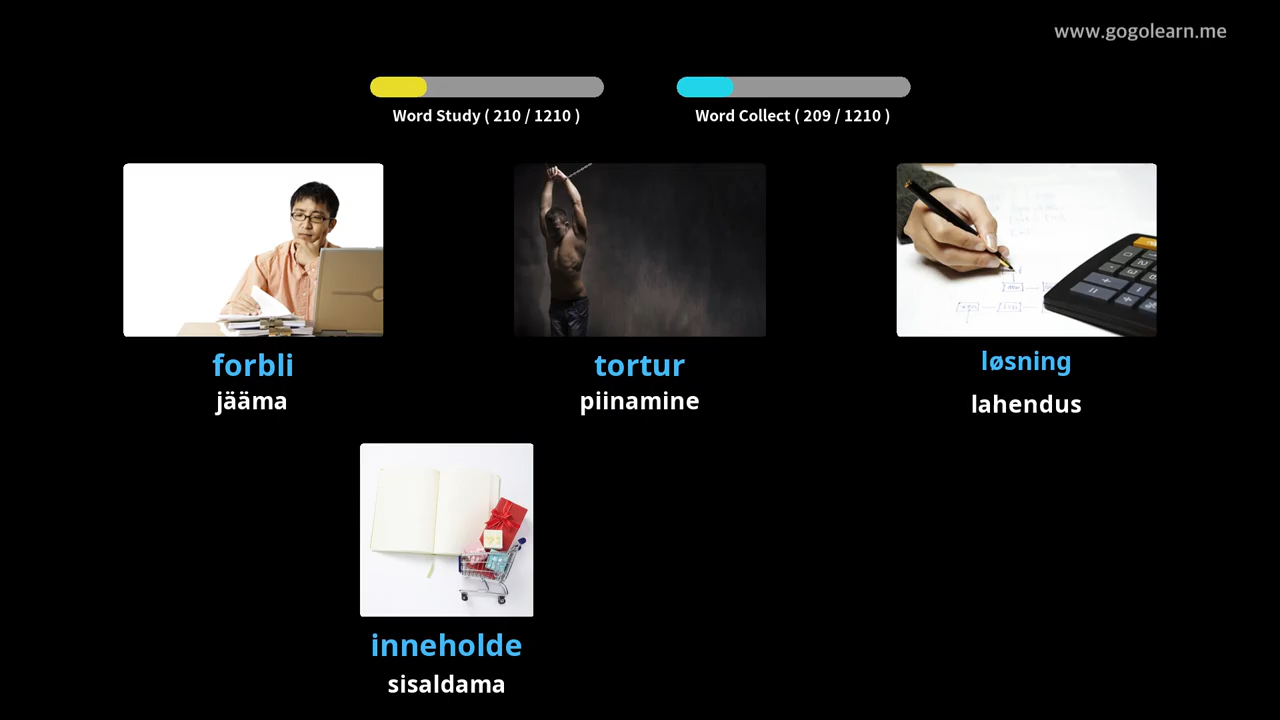 www.gogolearn.me
Word Study ( 210 / 1210 )
Word Collect ( 209 / 1210 )
forbli
jääma
tortur
piinamine
løsning
lahendus
inneholde
sisaldama